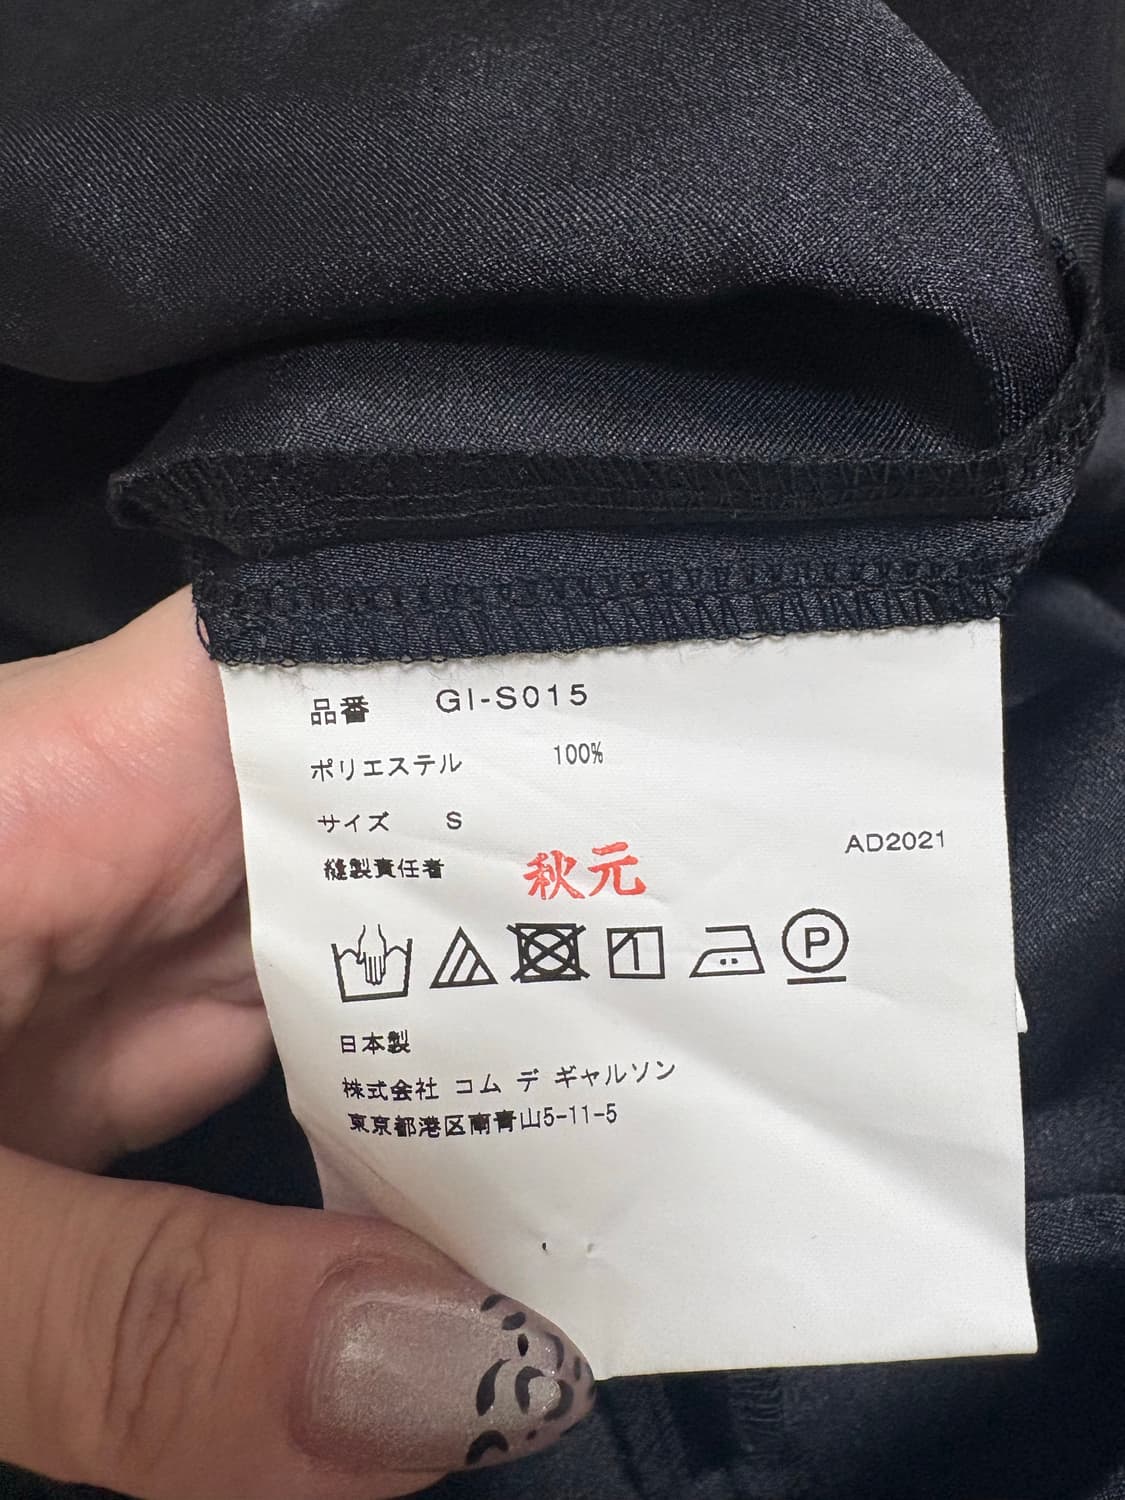 品番 GI-S015
ポリエステル 100%
サイズ S
AD2021
縫製責任者 秋元
P
日本製
株式会社 コム デ ギャルソン
東京都港区南青山5-11-5